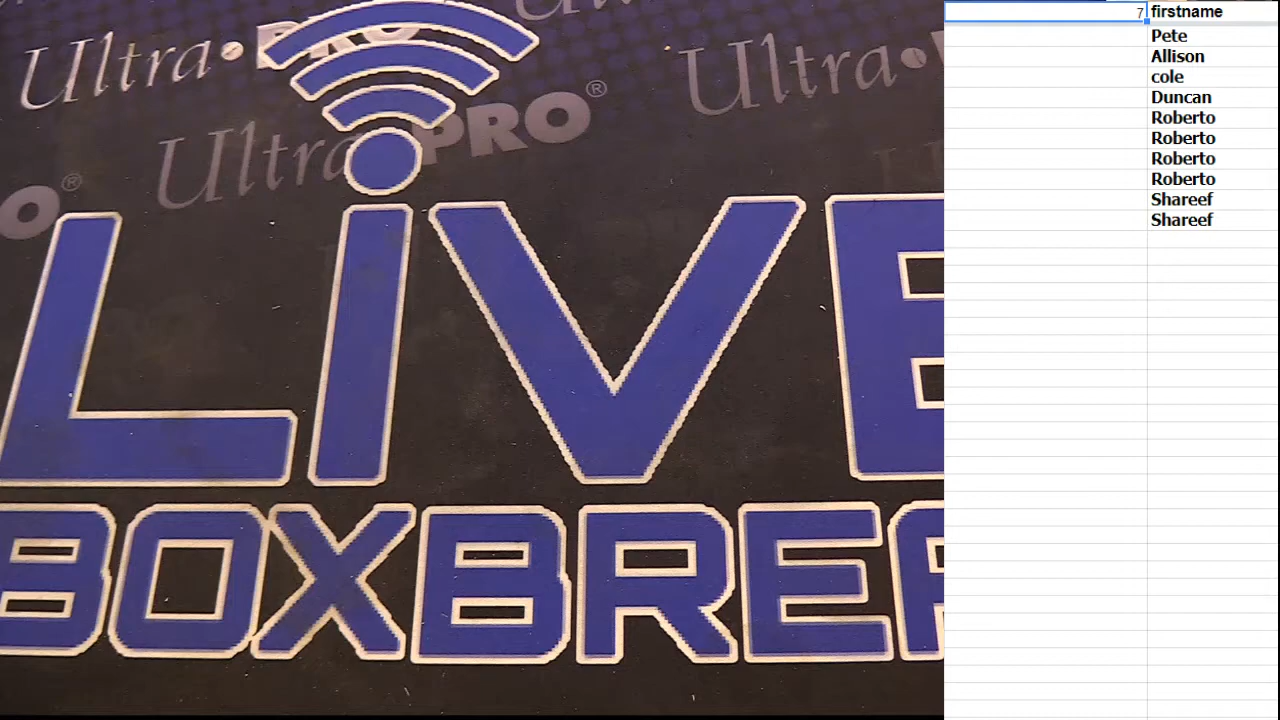 Ultra•PRO
Ultra PRO®
Ultra•
O®
LiVE
BOXBREA
7 firstname
Pete
Allison
cole
Duncan
Roberto
Roberto
Roberto
Roberto
Shareef
Shareef